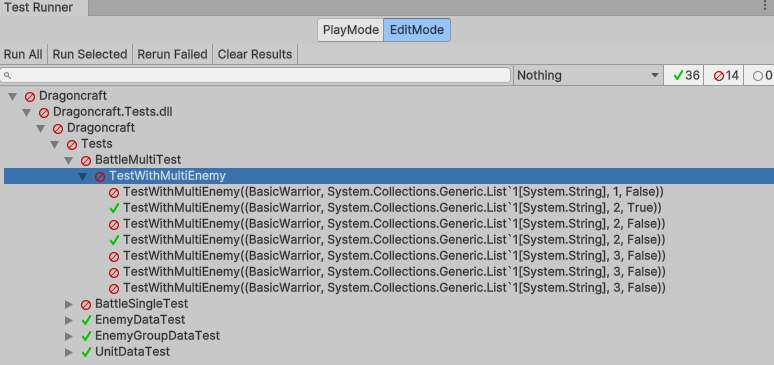 Test Runner
PlayMode EditMode
Run All Run Selected Rerun Failed Clear Results
Nothing 36 14 0
Dragoncraft
Dragoncraft.Tests.dll
Dragoncraft
Tests
BattleMultiTest
TestWithMultiEnemy
TestWithMultiEnemy((BasicWarrior, System.Collections.Generic.List`1[System.String], 1, False))
TestWithMultiEnemy((BasicWarrior, System.Collections.Generic.List`1[System.String], 2, True))
TestWithMultiEnemy((BasicWarrior, System.Collections.Generic.List`1[System.String], 2, False))
TestWithMultiEnemy((BasicWarrior, System.Collections.Generic.List`1[System.String], 2, False))
TestWithMultiEnemy((BasicWarrior, System.Collections.Generic.List`1[System.String], 3, False))
TestWithMultiEnemy((BasicWarrior, System.Collections.Generic.List`1[System.String], 3, False))
TestWithMultiEnemy((BasicWarrior, System.Collections.Generic.List`1[System.String], 3, False))
BattleSingleTest
EnemyDataTest
EnemyGroupDataTest
UnitDataTest